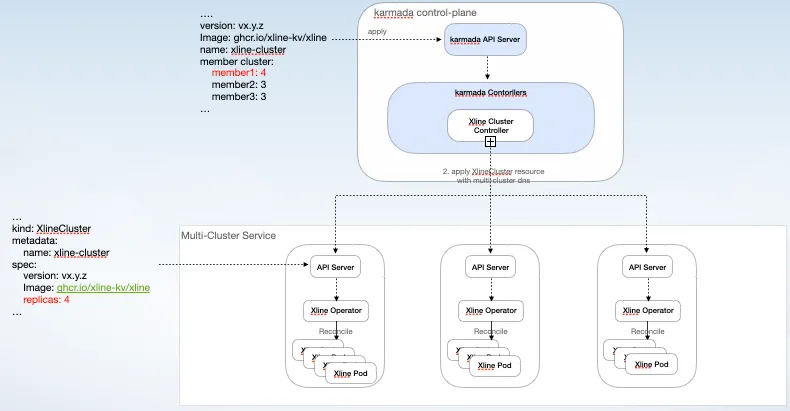 ....
version: vx.y.z
Image: ghcr.io/xline-kv/xline
name: xline-cluster
member cluster:
member1: 4
member2: 3
member3: 3
...
apply
karmada control-plane
karmada API Server
karmada Contorllers
Xline Cluster
Controller
2. apply XlineCluster resource
with multi-cluster dns
...
kind: XlineCluster
metadata:
name: xline-cluster
spec:
version: vx.y.z
Image: ghcr.io/xline-kv/xline
replicas: 4
...
Multi-Cluster Service
API Server
Xline Operator
Reconcile
Xline Pod
API Server
Xline Operator
Reconcile
Xline Pod
API Server
Xline Operator
Reconcile
Xline Pod